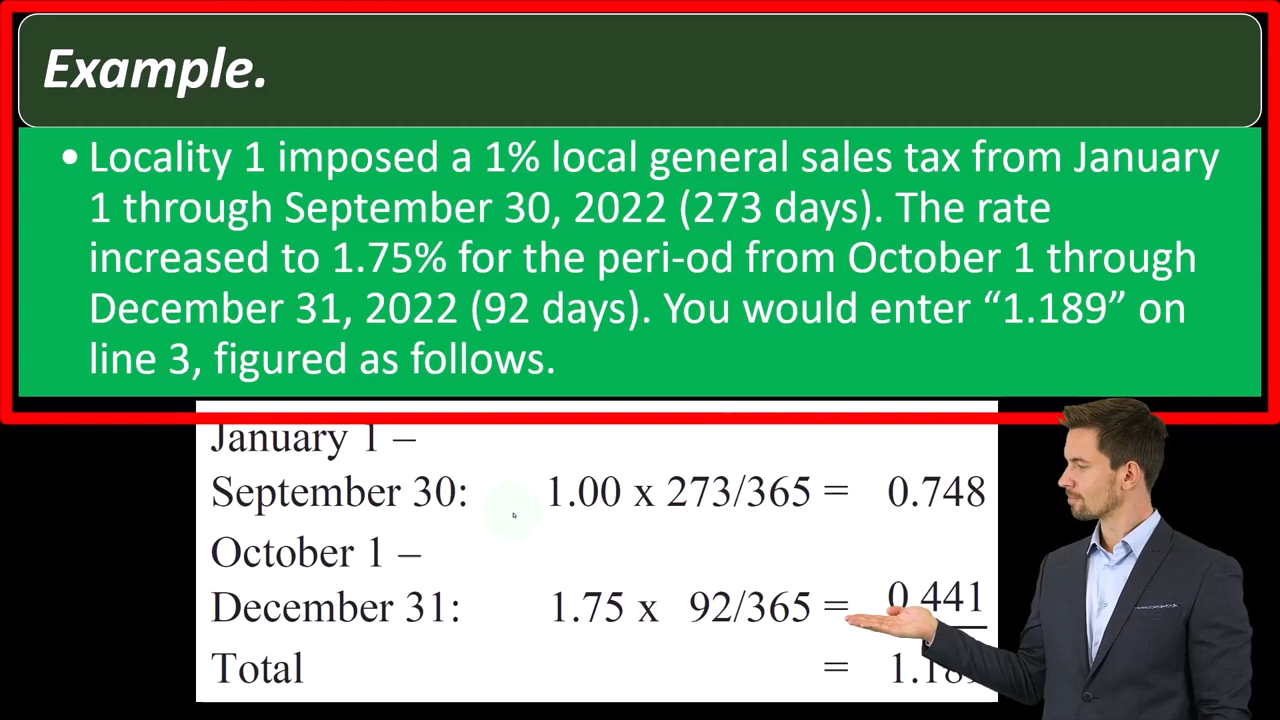 Example.
• Locality 1 imposed a 1% local general sales tax from January
1 through September 30, 2022 (273 days). The rate
increased to 1.75% for the peri-od from October 1 through
December 31, 2022 (92 days). You would enter “1.189” on
line 3, figured as follows.
January 1 –
September 30: 1.00 x 273/365 = 0.748
October 1 –
December 31: 1.75 x 92/365 = 0.441
Total =